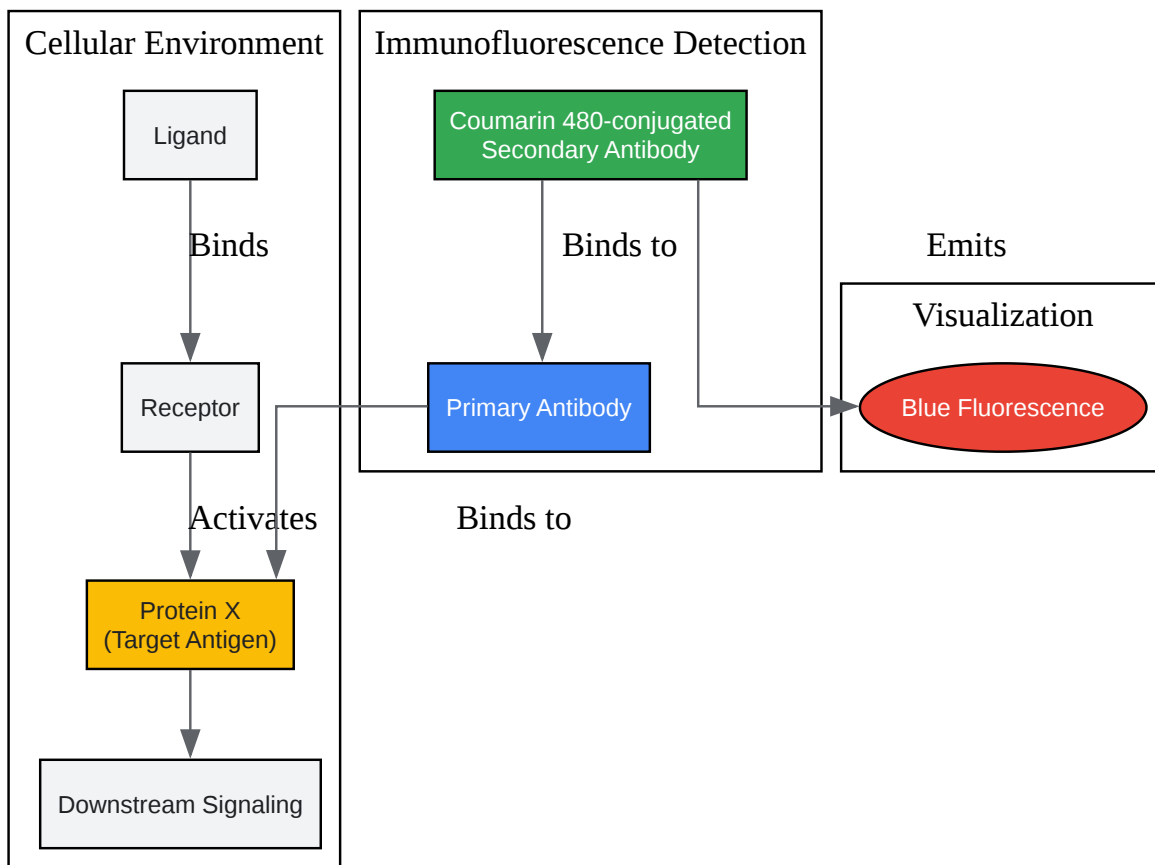 Cellular Environment
Ligand
Binds
Receptor
Activates
Protein X
(Target Antigen)
Downstream Signaling
Immunofluorescence Detection
Coumarin 480-conjugated
Secondary Antibody
Binds to
Primary Antibody
Binds to
Emits
Visualization
Blue Fluorescence